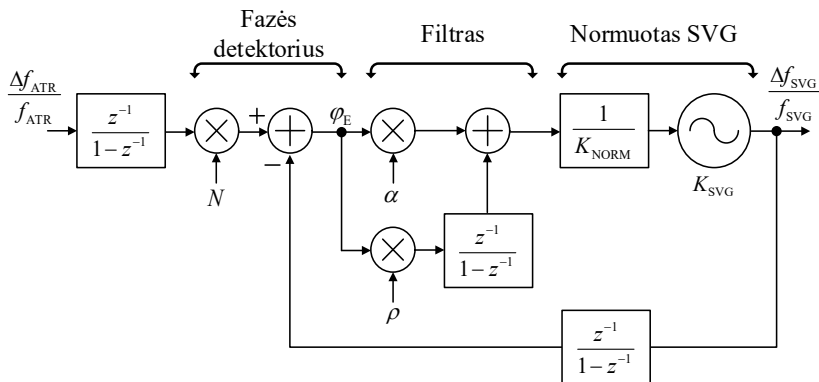 Fazės
detektorius
Filtras
Normuotas SVG
Δf_ATR
f_ATR
z⁻¹
1−z⁻¹
+
−
N
φ_E
α
ρ
z⁻¹
1−z⁻¹
1
K_NORM
K_SVG
Δf_SVG
f_SVG
z⁻¹
1−z⁻¹